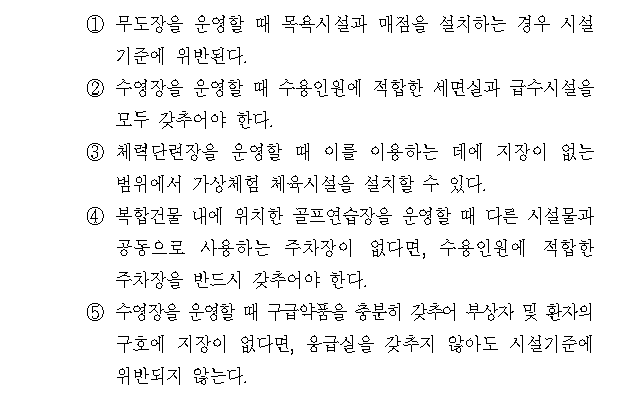 ① 무도장을 운영할 때 목욕시설과 매점을 설치하는 경우 시설
기준에 위반된다.
② 수영장을 운영할 때 수용인원에 적합한 세면실과 급수시설을
모두 갖추어야 한다.
③ 체력단련장을 운영할 때 이를 이용하는 데에 지장이 없는
범위에서 가상체험 체육시설을 설치할 수 있다.
④ 복합건물 내에 위치한 골프연습장을 운영할 때 다른 시설물과
공동으로 사용하는 주차장이 없다면, 수용인원에 적합한
주차장을 반드시 갖추어야 한다.
⑤ 수영장을 운영할 때 구급약품을 충분히 갖추어 부상자 및 환자의
구호에 지장이 없다면, 응급실을 갖추지 않아도 시설기준에
위반되지 않는다.